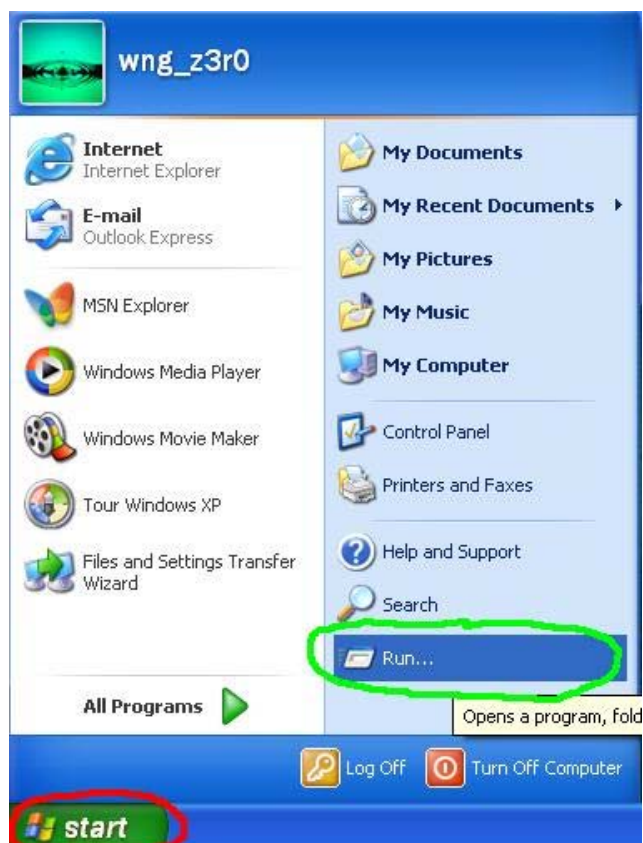 wng_z3r0
Internet
Internet Explorer
E-mail
Outlook Express
MSN Explorer
Windows Media Player
Windows Movie Maker
Tour Windows XP
Files and Settings Transfer
Wizard
All Programs
My Documents
My Recent Documents
My Pictures
My Music
My Computer
Control Panel
Printers and Faxes
Help and Support
Search
Run...
Opens a program, fold
Log Off
Turn Off Computer
start